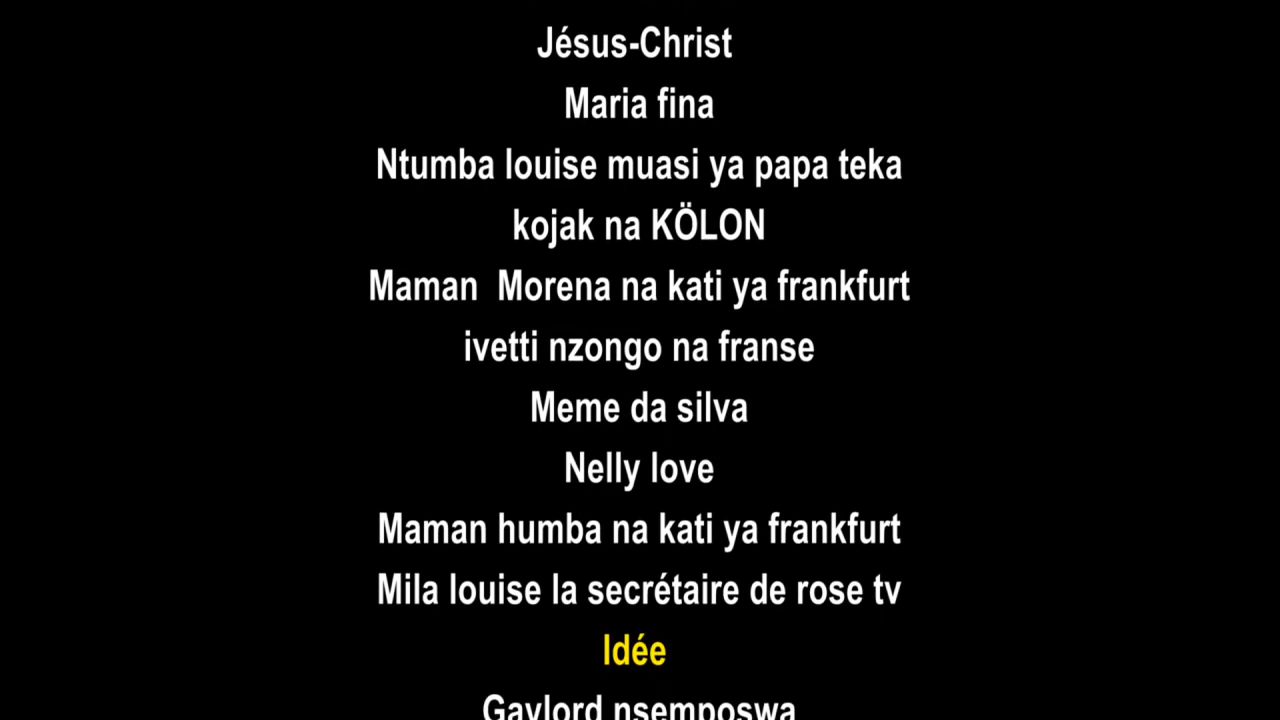 Jésus-Christ
Maria fina
Ntumba louise muasi ya papa teka
kojak na KÖLON
Maman  Morena na kati ya frankfurt
ivetti nzongo na franse
Meme da silva
Nelly love
Maman humba na kati ya frankfurt
Mila louise la secrétaire de rose tv
Idée
Gaylord nsemposwa